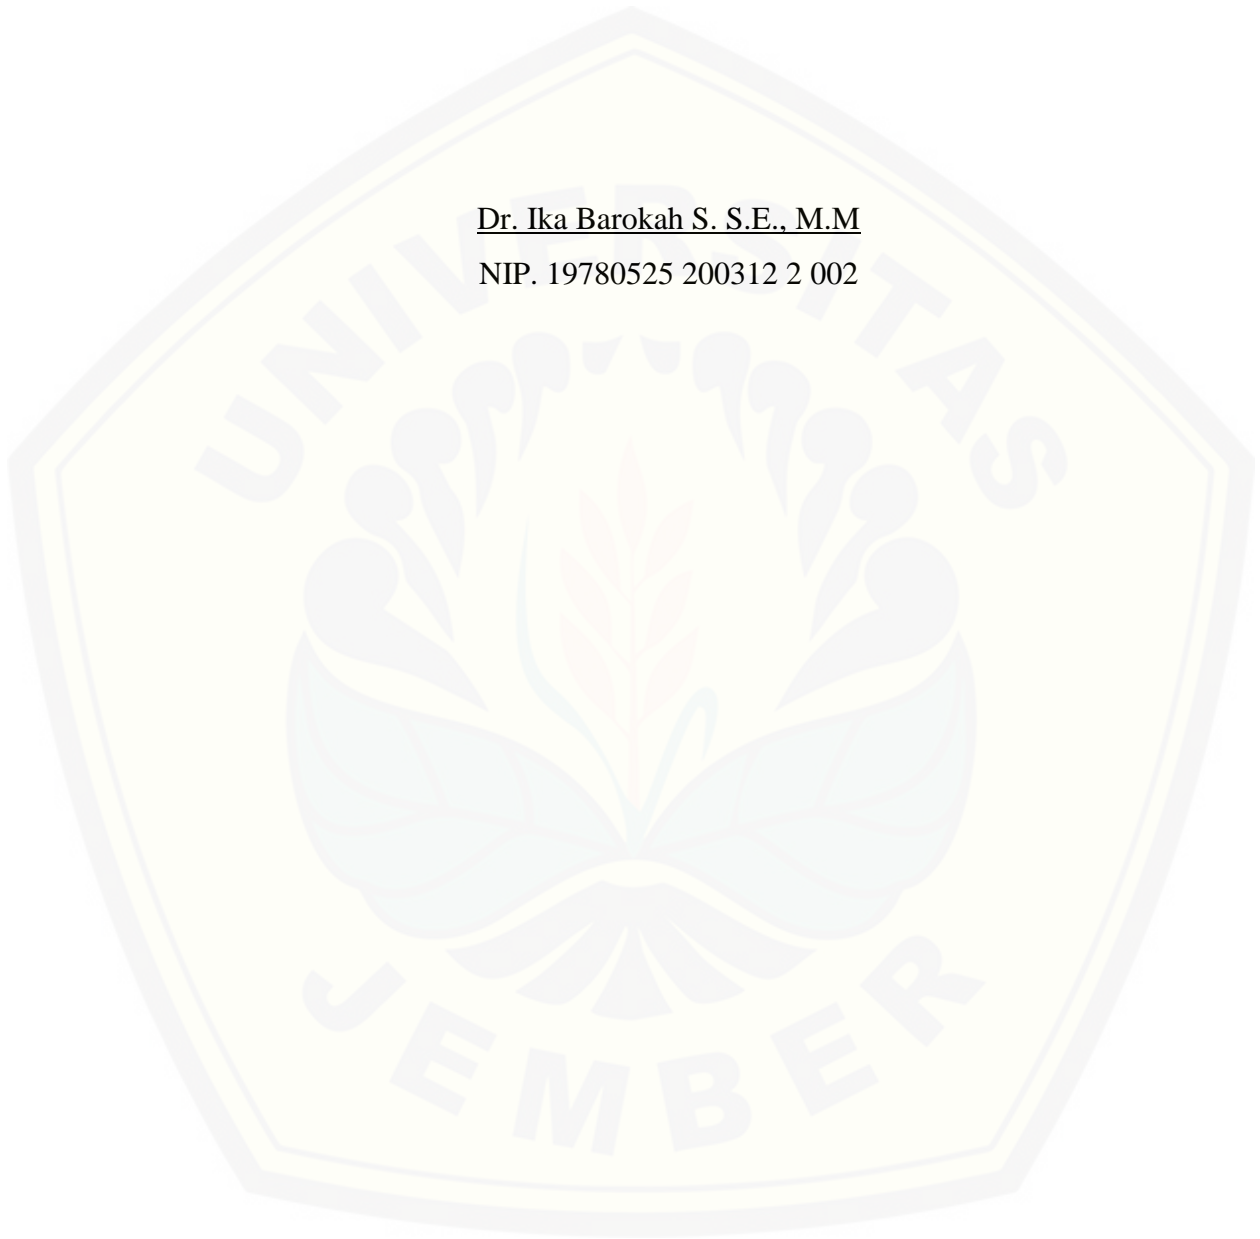 Dr. Ika Barokah S. S.E., M.M
NIP. 19780525 200312 2 002
UNIVERSITAS
JEMBER